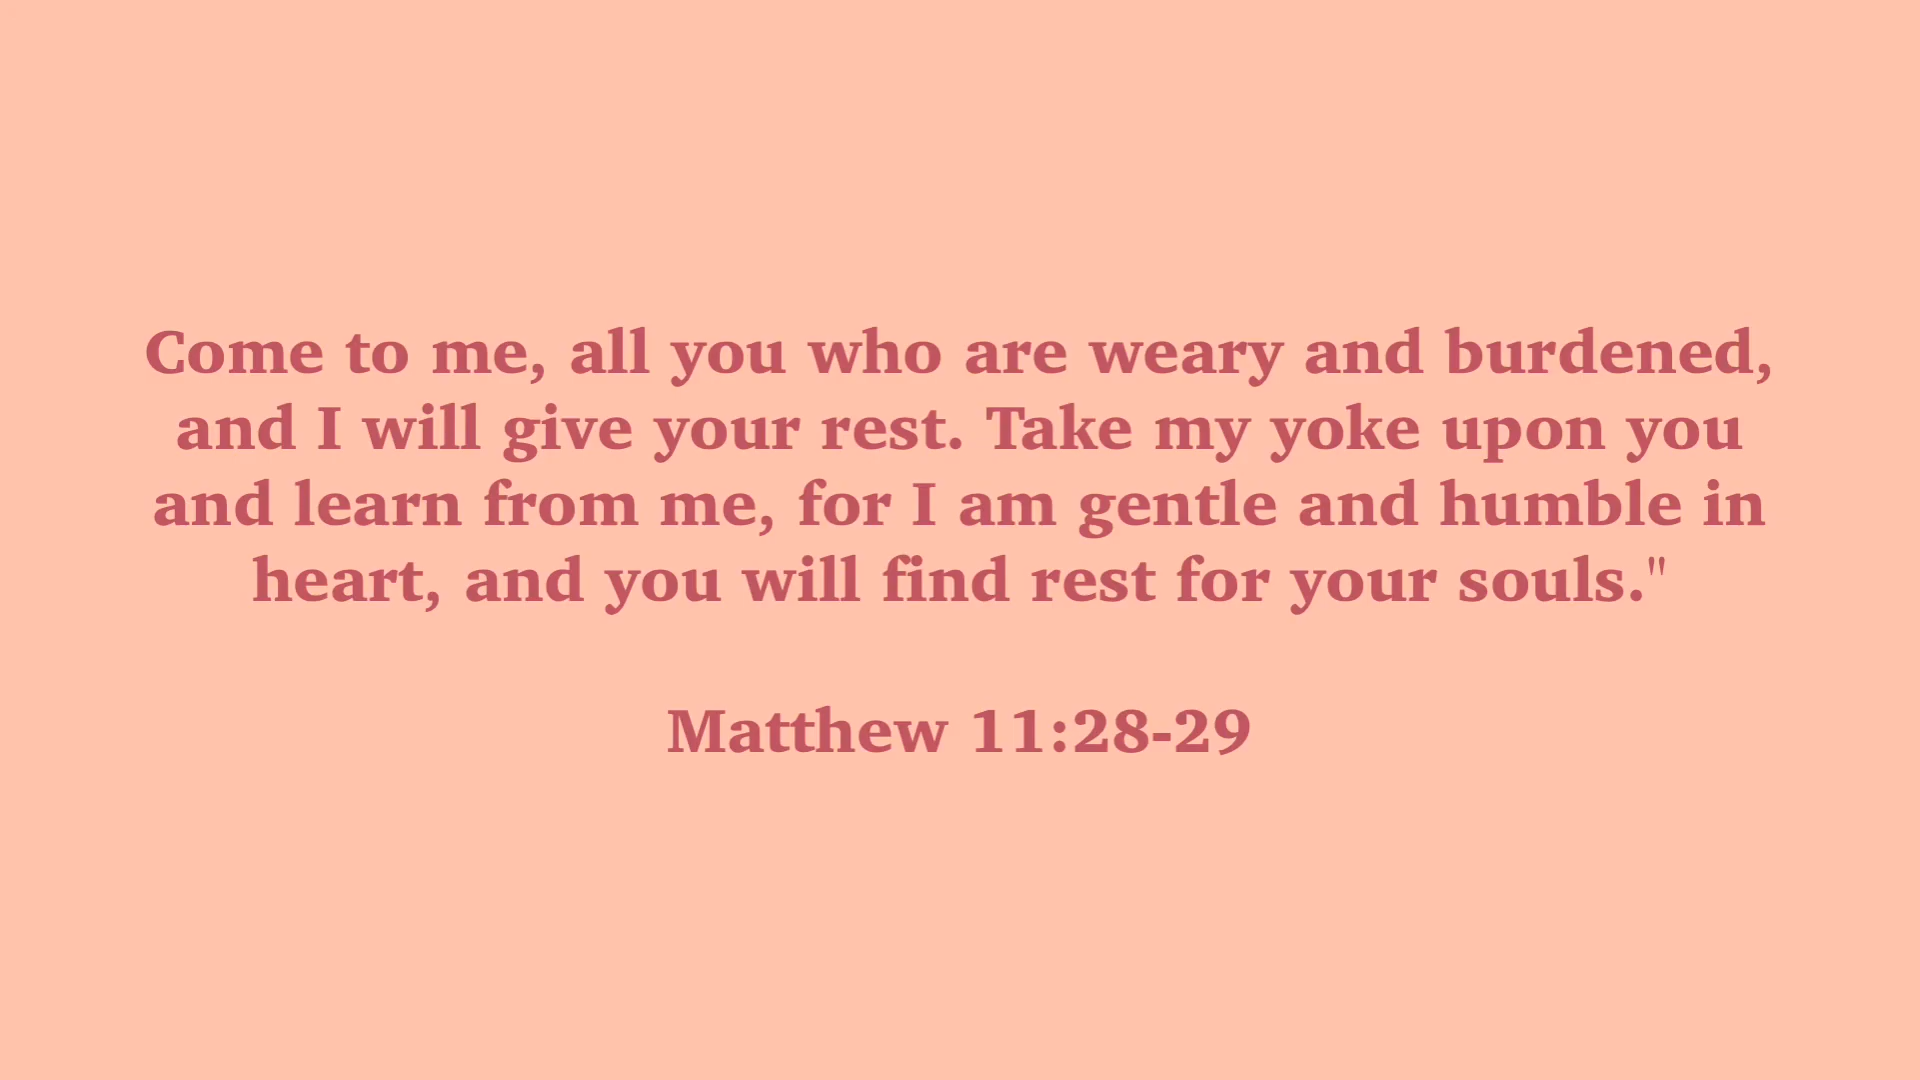 Come to me, all you who are weary and burdened,
and I will give your rest. Take my yoke upon you
and learn from me, for I am gentle and humble in
heart, and you will find rest for your souls."
Matthew 11:28-29